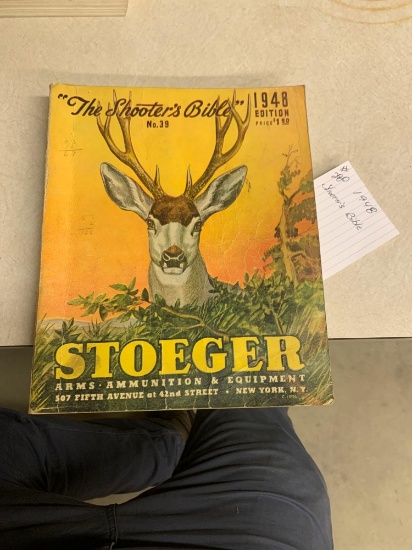 "The Shooter's Bible"
No. 39
1948
EDITION
PRICE $1.00
STOEGER
ARMS • AMMUNITION & EQUIPMENT
507 FIFTH AVENUE at 42nd STREET • NEW YORK, N.Y.
1948
Bible